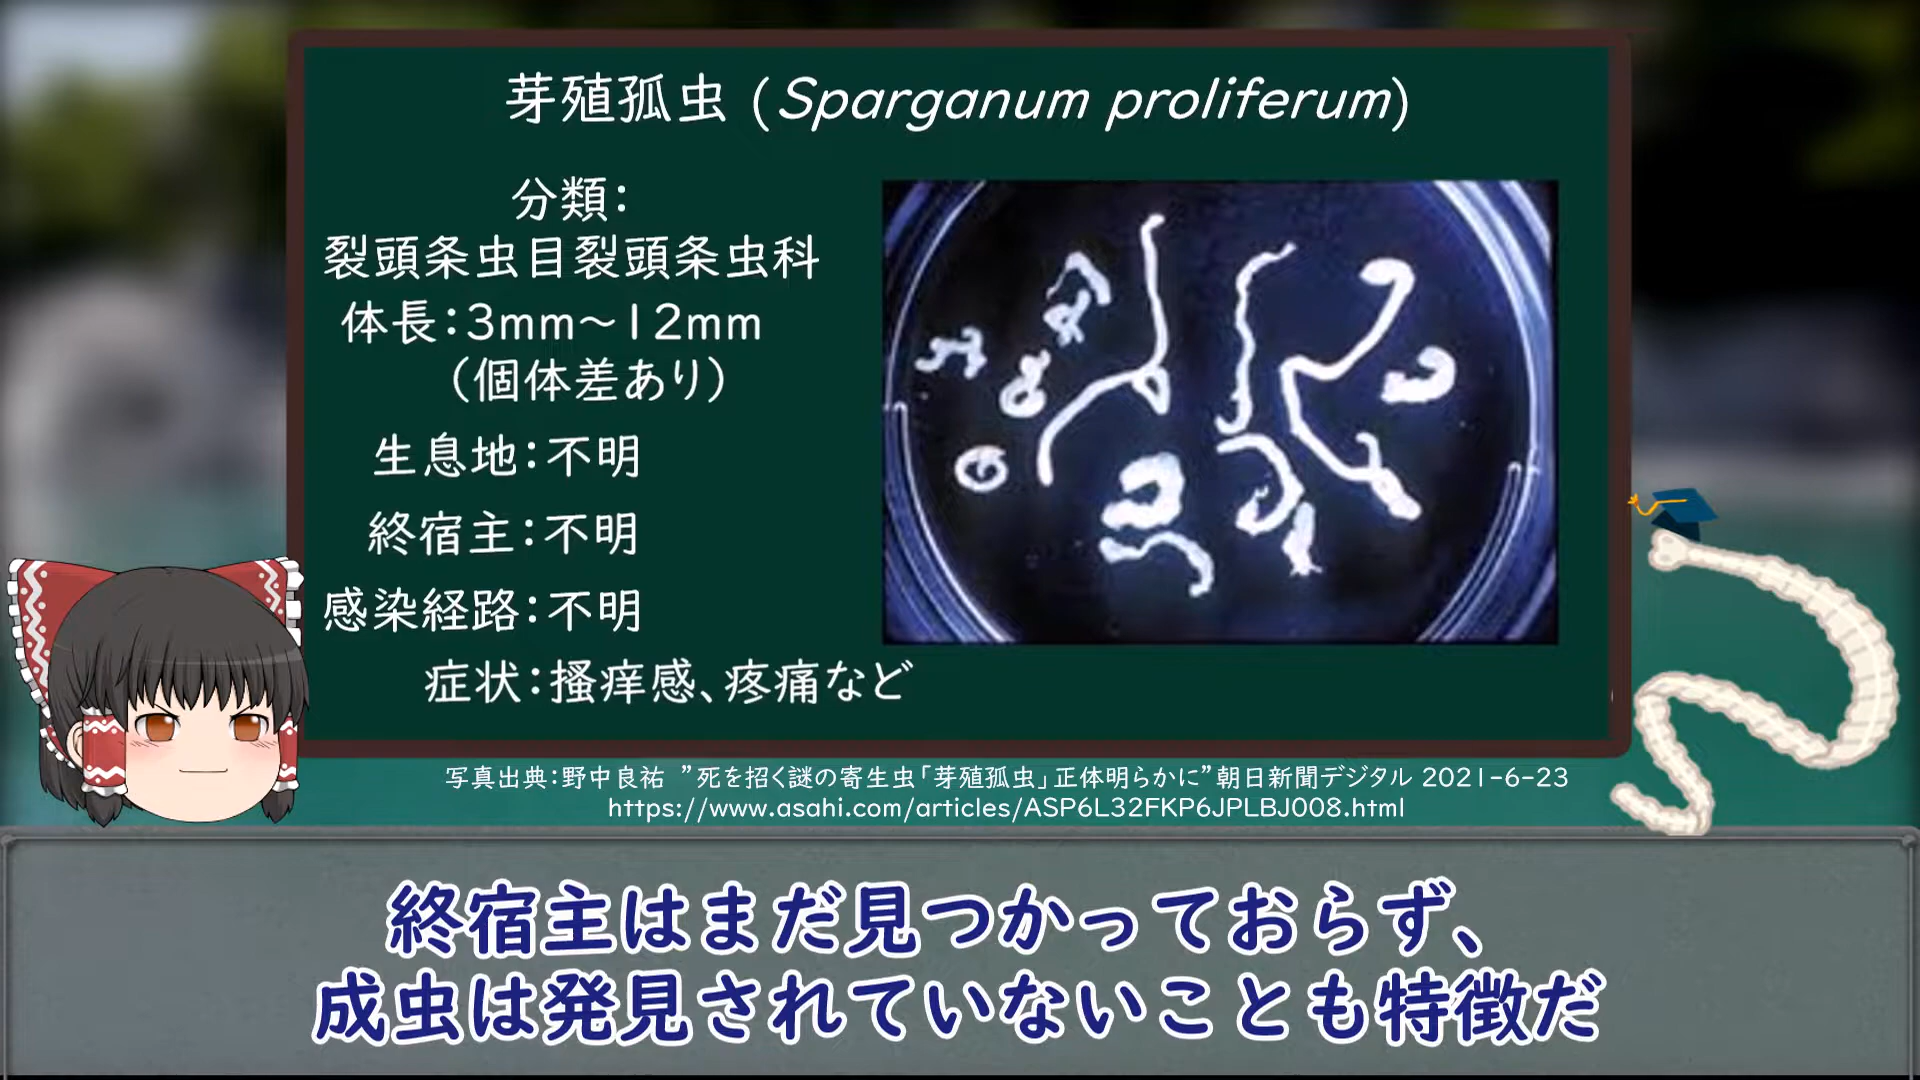 芽殖孤虫 (Sparganum proliferum)
分類：
裂頭条虫目裂頭条虫科
体長：3mm～12mm
（個体差あり）
生息地：不明
終宿主：不明
感染経路：不明
症状：搔痒感、疼痛など
写真出典：野中良祐 ”死を招く謎の寄生虫「芽殖孤虫」正体明らかに”朝日新聞デジタル 2021-6-23
https://www.asahi.com/articles/ASP6L32FKP6JPLBJ008.html
終宿主はまだ見つかっておらず、
成虫は発見されていないことも特徴だ